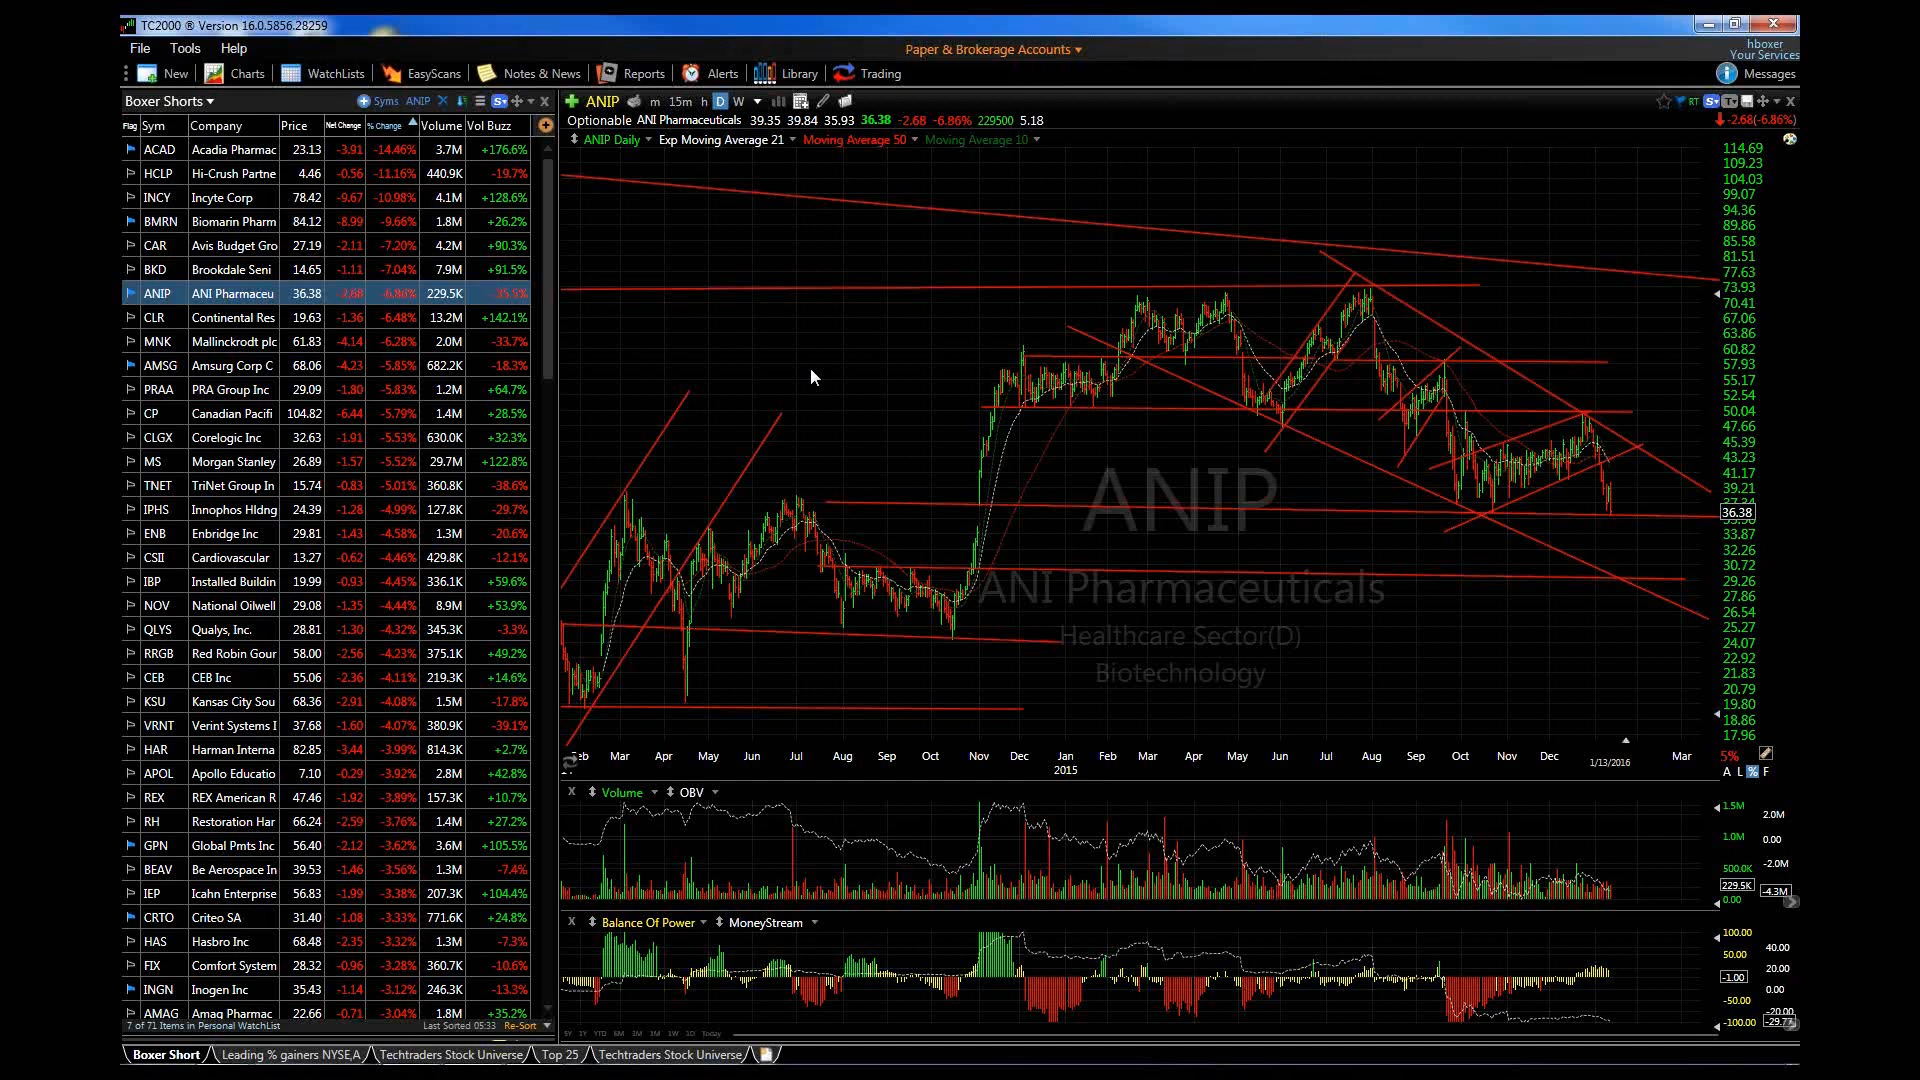 TC2000 ® Version 16.0.5856.28259
File Tools Help
Paper & Brokerage Accounts
hboxer
Your Services
New Charts WatchLists EasyScans Notes & News Reports Alerts Library Trading Messages
Boxer Shorts Syms ANIP
ANIP m 15m h D W RT
Optionable ANI Pharmaceuticals 39.35 39.84 35.93 36.38 -2.68 -6.86% 229500 5.18 -2.68(-6.86%)
ANIP Daily Exp Moving Average 21 Moving Average 50 Moving Average 10
Flag Sym Company Price Net Change % Change Volume Vol Buzz
ACAD Acadia Pharmac 23.13 -3.91 -14.46% 3.7M +176.6%
HCLP Hi-Crush Partne 4.46 -0.56 -11.16% 440.9K -19.7%
INCY Incyte Corp 78.42 -9.67 -10.98% 4.1M +128.6%
BMRN Biomarin Pharm 84.12 -8.99 -9.66% 1.8M +26.2%
CAR Avis Budget Gro 27.19 -2.11 -7.20% 4.2M +90.3%
BKD Brookdale Seni 14.65 -1.11 -7.04% 7.9M +91.5%
ANIP ANI Pharmaceu 36.38 -2.68 -6.86% 229.5K -35.5%
CLR Continental Res 19.63 -1.36 -6.48% 13.2M +142.1%
MNK Mallinckrodt plc 61.83 -4.14 -6.28% 2.0M -33.7%
AMSG Amsurg Corp C 68.06 -4.23 -5.85% 682.2K -18.3%
PRAA PRA Group Inc 29.09 -1.80 -5.83% 1.2M +64.7%
CP Canadian Pacifi 104.82 -6.44 -5.79% 1.4M +28.5%
CLGX Corelogic Inc 32.63 -1.91 -5.53% 630.0K +32.3%
MS Morgan Stanley 26.89 -1.57 -5.52% 29.7M +122.8%
TNET TriNet Group In 15.74 -0.83 -5.01% 360.8K -38.6%
IPHS Innophos Hldng 24.39 -1.28 -4.99% 127.8K -29.7%
ENB Enbridge Inc 29.81 -1.43 -4.58% 1.3M -20.6%
CSII Cardiovascular 13.27 -0.62 -4.46% 429.8K -12.1%
IBP Installed Buildin 19.99 -0.93 -4.45% 336.1K +59.6%
NOV National Oilwell 29.08 -1.35 -4.44% 8.9M +53.9%
QLYS Qualys, Inc. 28.81 -1.30 -4.32% 345.3K -3.3%
RRGB Red Robin Gour 58.00 -2.56 -4.23% 375.1K +49.2%
CEB CEB Inc 55.06 -2.36 -4.11% 219.3K +14.6%
KSU Kansas City Sou 68.36 -2.91 -4.08% 1.5M -17.8%
VRNT Verint Systems I 37.68 -1.60 -4.07% 380.9K -39.1%
HAR Harman Interna 82.85 -3.44 -3.99% 814.3K +2.7%
APOL Apollo Educatio 7.10 -0.29 -3.92% 2.8M +42.8%
REX REX American R 47.46 -1.92 -3.89% 157.3K +10.7%
RH Restoration Har 66.24 -2.59 -3.76% 1.4M +27.2%
GPN Global Pmts Inc 56.40 -2.12 -3.62% 3.6M +105.5%
BEAV Be Aerospace In 39.53 -1.46 -3.56% 1.3M -7.4%
IEP Icahn Enterprise 56.83 -1.99 -3.38% 207.3K +104.4%
CRTO Criteo SA 31.40 -1.08 -3.33% 771.6K +24.8%
HAS Hasbro Inc 68.48 -2.35 -3.32% 1.3M -7.3%
FIX Comfort System 28.32 -0.96 -3.28% 360.7K -10.6%
INGN Inogen Inc 35.43 -1.14 -3.12% 246.3K -13.3%
AMAG Amag Pharmac 22.66 -0.71 -3.04% 1.8M +35.2%
7 of 71 Items in Personal WatchList Last Sorted 05:33 Re-Sort
114.69
109.23
104.03
99.07
94.36
89.86
85.58
81.51
77.63
73.93
70.41
67.06
63.86
60.82
57.93
55.17
52.54
50.04
47.66
45.39
43.23
41.17
39.21
36.38
33.87
32.26
30.72
29.26
27.86
26.54
25.27
24.07
22.92
21.83
20.79
19.80
18.86
17.96
ANIP
ANI Pharmaceuticals
Healthcare Sector(D)
Biotechnology
eb Mar Apr May Jun Jul Aug Sep Oct Nov Dec Jan Feb Mar Apr May Jun Jul Aug Sep Oct Nov Dec Mar
2015
1/13/2016
5%
A L % F
Volume OBV
1.5M
1.0M
500.0K
229.5K
0.00
2.0M
0.00
-2.0M
-4.3M
Balance Of Power MoneyStream
100.00
50.00
-1.00
-50.00
-100.00
40.00
20.00
0.00
-20.00
5Y 1Y YTD 6M 3M 1M 1W 1D Today
Boxer Short Leading % gainers NYSE,A Techtraders Stock Universe Top 25 Techtraders Stock Universe